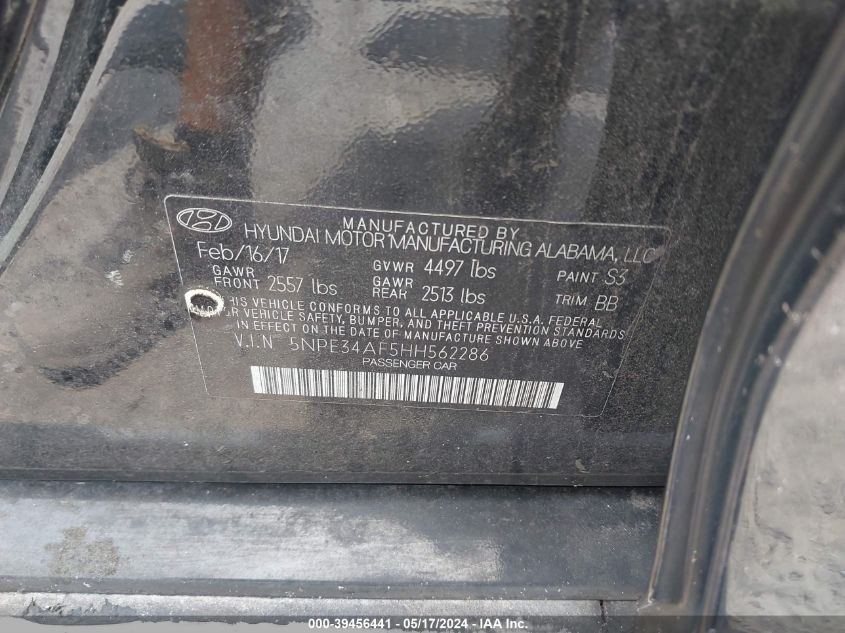 MANUFACTURED BY
HYUNDAI MOTOR MANUFACTURING ALABAMA, LLC
Feb/16/17
GVWR 4497 lbs
PAINT S3
GAWR FRONT 2557 lbs
GAWR REAR 2513 lbs
TRIM BB
HIS VEHICLE CONFORMS TO ALL APPLICABLE U.S.A. FEDERAL
MOTOR VEHICLE SAFETY, BUMPER, AND THEFT PREVENTION STANDARDS
IN EFFECT ON THE DATE OF MANUFACTURE SHOWN ABOVE.
V.I.N 5NPE34AF5HH562286
PASSENGER CAR
000-39456441 - 05/17/2024 - IAA Inc.